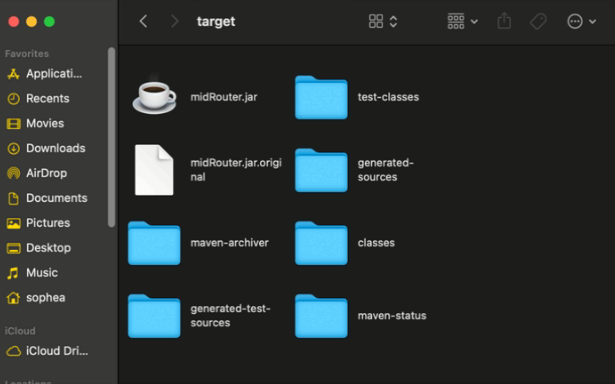 target
Favorites
Applicati...
Recents
Movies
Downloads
AirDrop
Documents
Pictures
Desktop
Music
sophea
iCloud
iCloud Dri...
midRouter.jar
test-classes
midRouter.jar.origi
nal
generated-
sources
maven-archiver
classes
generated-test-
sources
maven-status